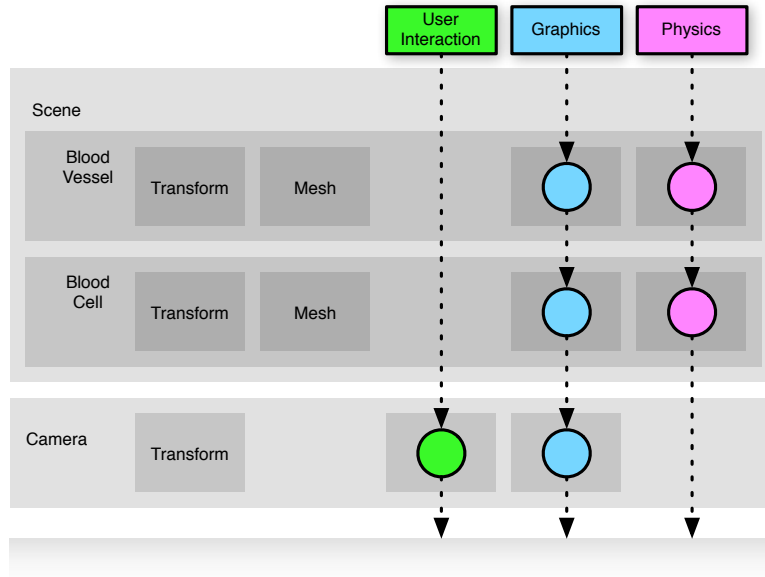 User
Interaction
Graphics
Physics
Scene
Blood
Vessel
Transform
Mesh
Blood
Cell
Transform
Mesh
Camera
Transform